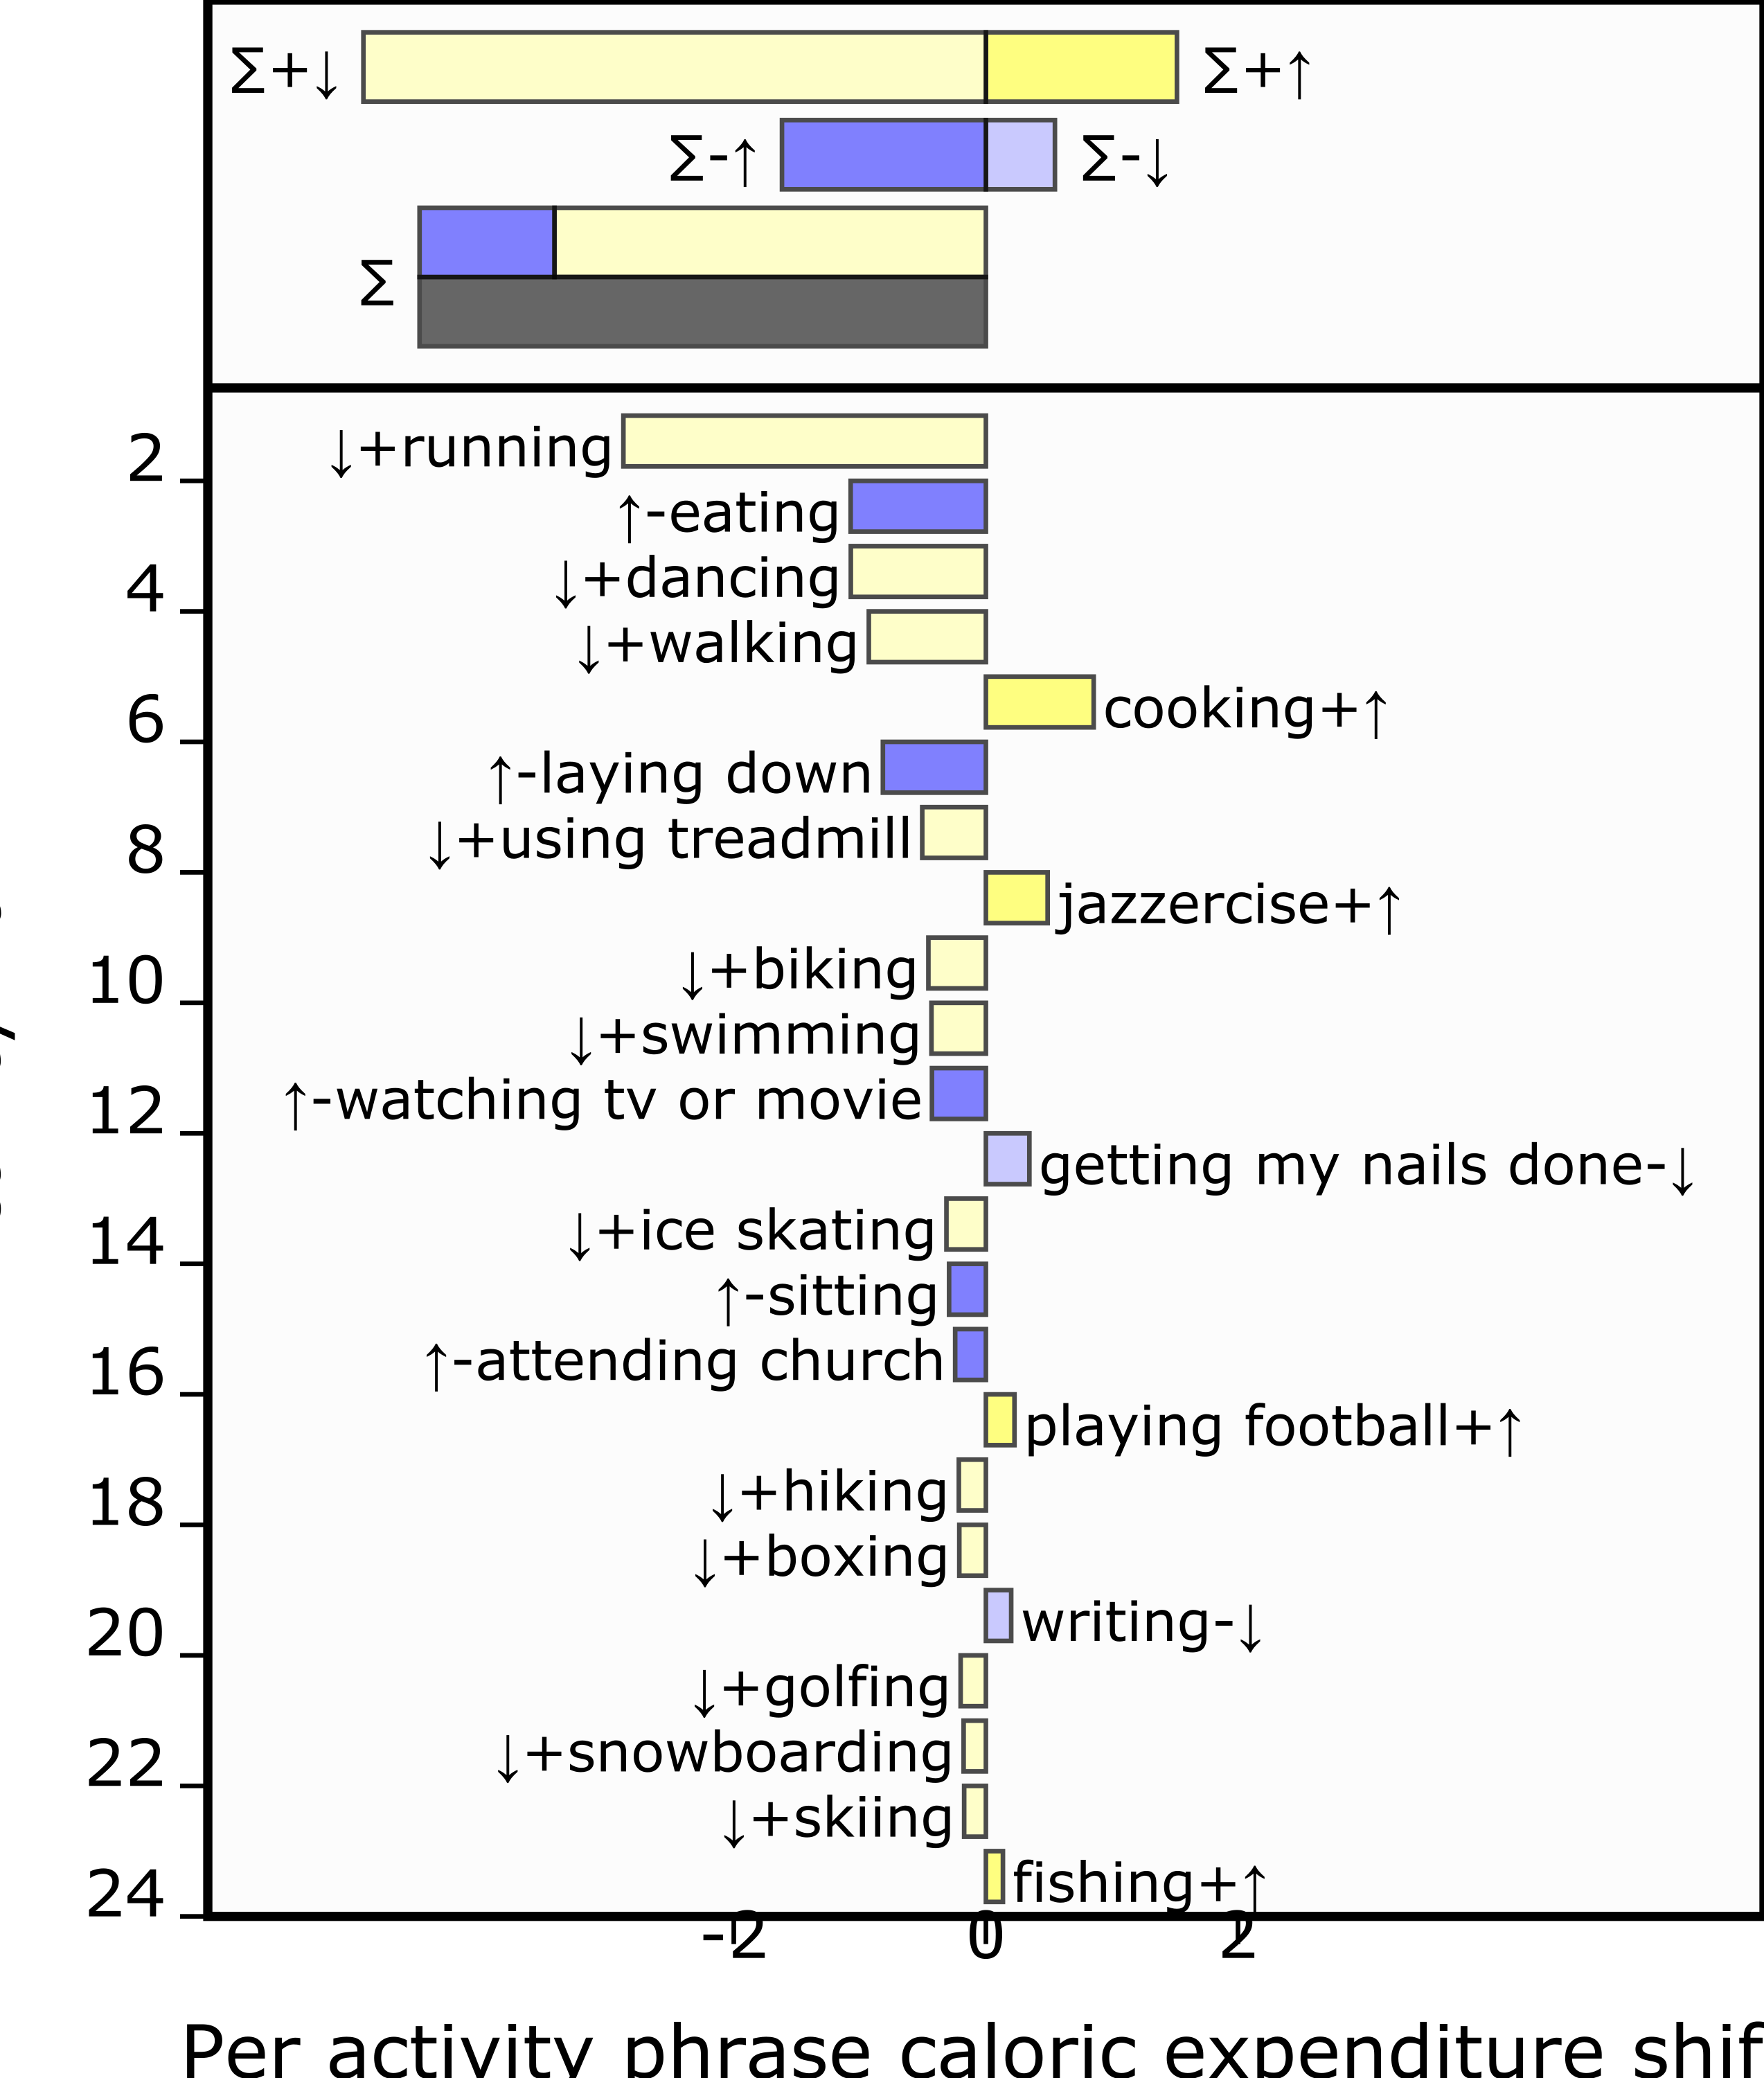 ∑+↓ ∑+↑
∑-↑ ∑-↓
∑
2 ↓+running
↑-eating
4 ↓+dancing
↓+walking
6 cooking+↑
↑-laying down
8 ↓+using treadmill
jazzercise+↑
10 ↓+biking
↓+swimming
12 ↑-watching tv or movie
getting my nails done-↓
14 ↓+ice skating
↑-sitting
16 ↑-attending church
playing football+↑
18 ↓+hiking
↓+boxing
20 writing-↓
↓+golfing
22 ↓+snowboarding
↓+skiing
24 fishing+↑
-2 0 2
Per activity phrase caloric expenditure shif